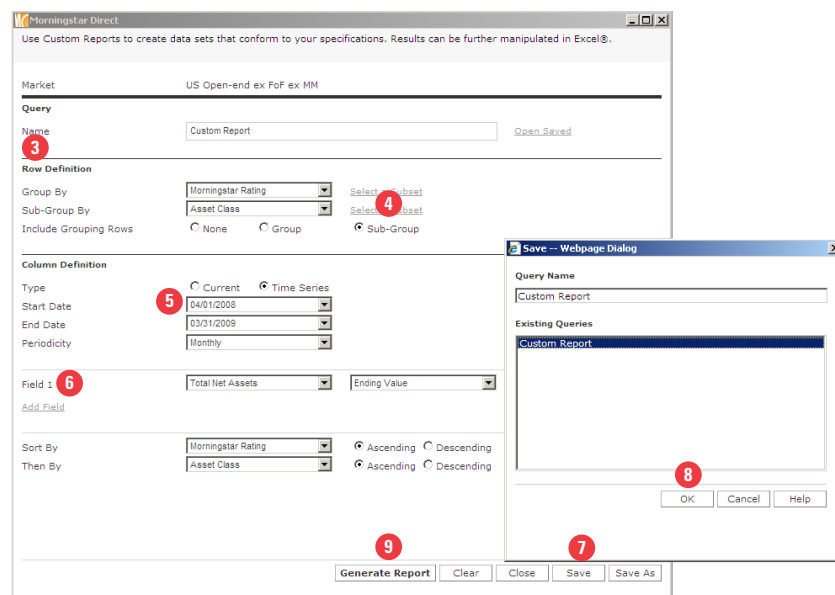 Morningstar Direct
Use Custom Reports to create data sets that conform to your specifications. Results can be further manipulated in Excel®.
Market US Open-end ex FoF ex MM
Query
Name Custom Report Open Saved
3
Row Definition
Group By Morningstar Rating Select a Subset
4
Sub-Group By Asset Class Select a Subset
Include Grouping Rows None Group Sub-Group
Column Definition
Type Current Time Series
5
Start Date 04/01/2008
End Date 03/31/2009
Periodicity Monthly
Field 1 6 Total Net Assets Ending Value
Add Field
Sort By Morningstar Rating Ascending Descending
Then By Asset Class Ascending Descending
9
Generate Report Clear Close Save Save As
Save -- Webpage Dialog
Query Name
Custom Report
Existing Queries
Custom Report
8
OK Cancel Help
7